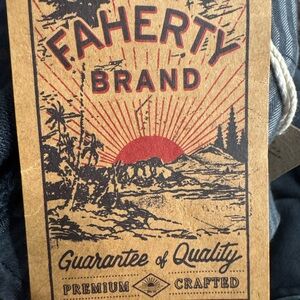 FAHERTY
BRAND
Guarantee of Quality
PREMIUM CRAFTED